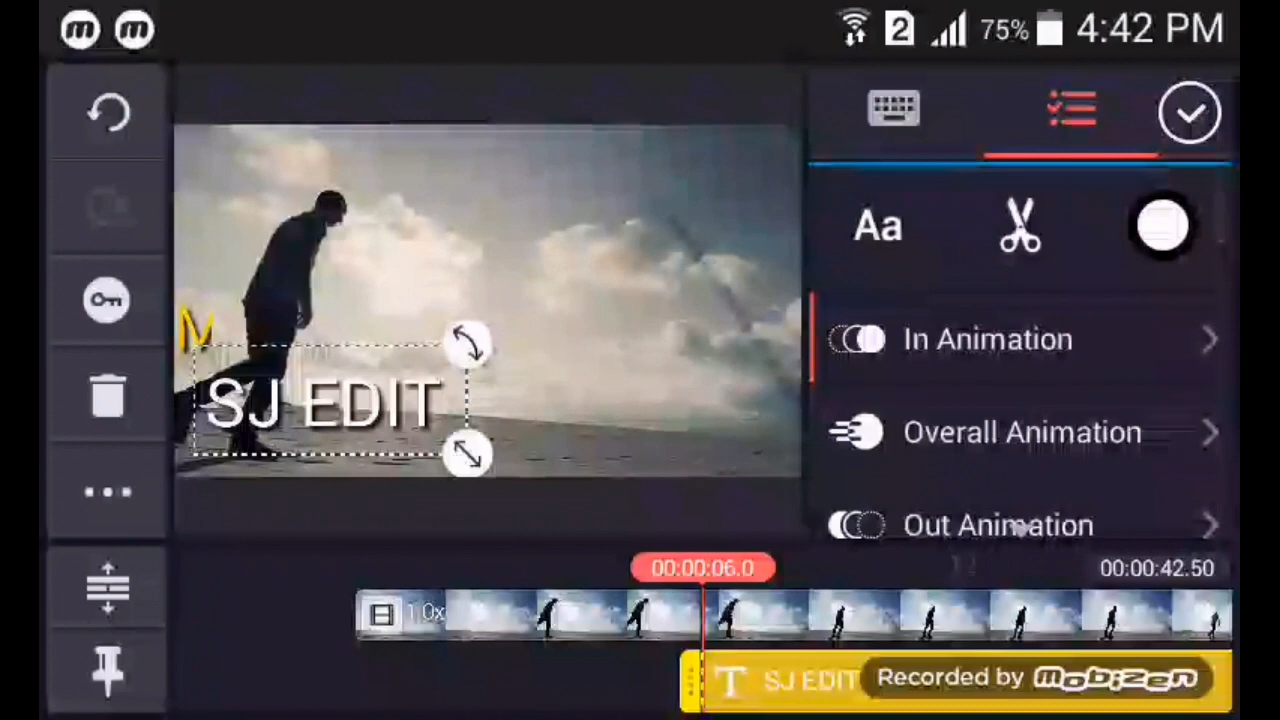 2 75% 4:42 PM
Aa
In Animation
M
SJ EDIT
Overall Animation
Out Animation
00:00:06.0
00:00:42.50
1.0x
T SJ EDIT
Recorded by mobizen